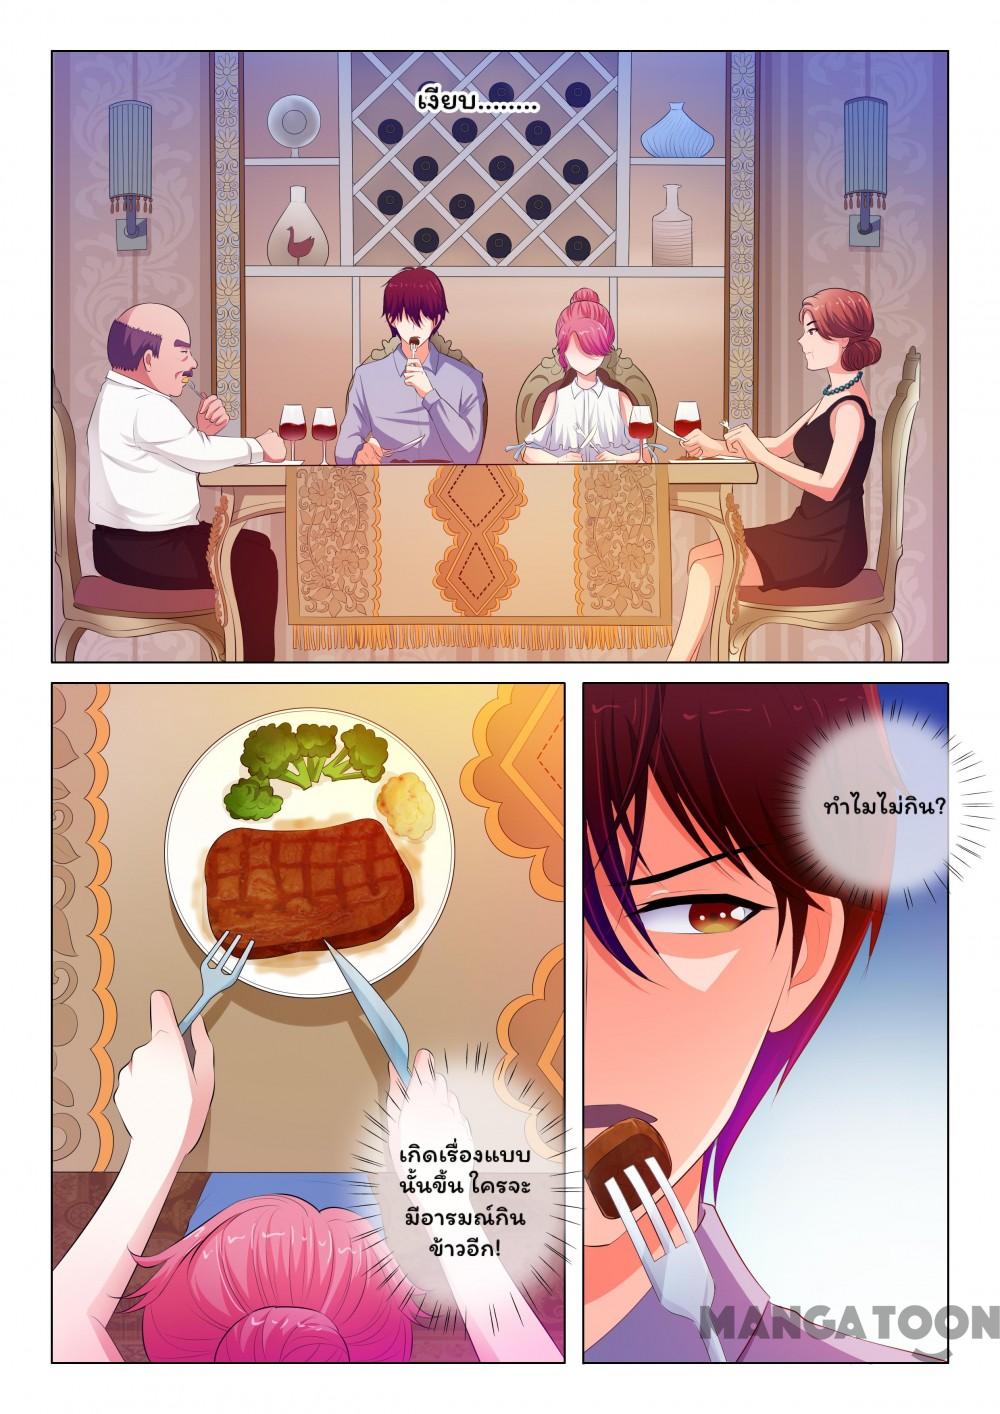 เงียบ........
เกิดเรื่องแบบ
นั้นขึ้น ใครจะ
มีอารมณ์กิน
ข้าวอีก!
ทำไมไม่กิน?
MANGATOON